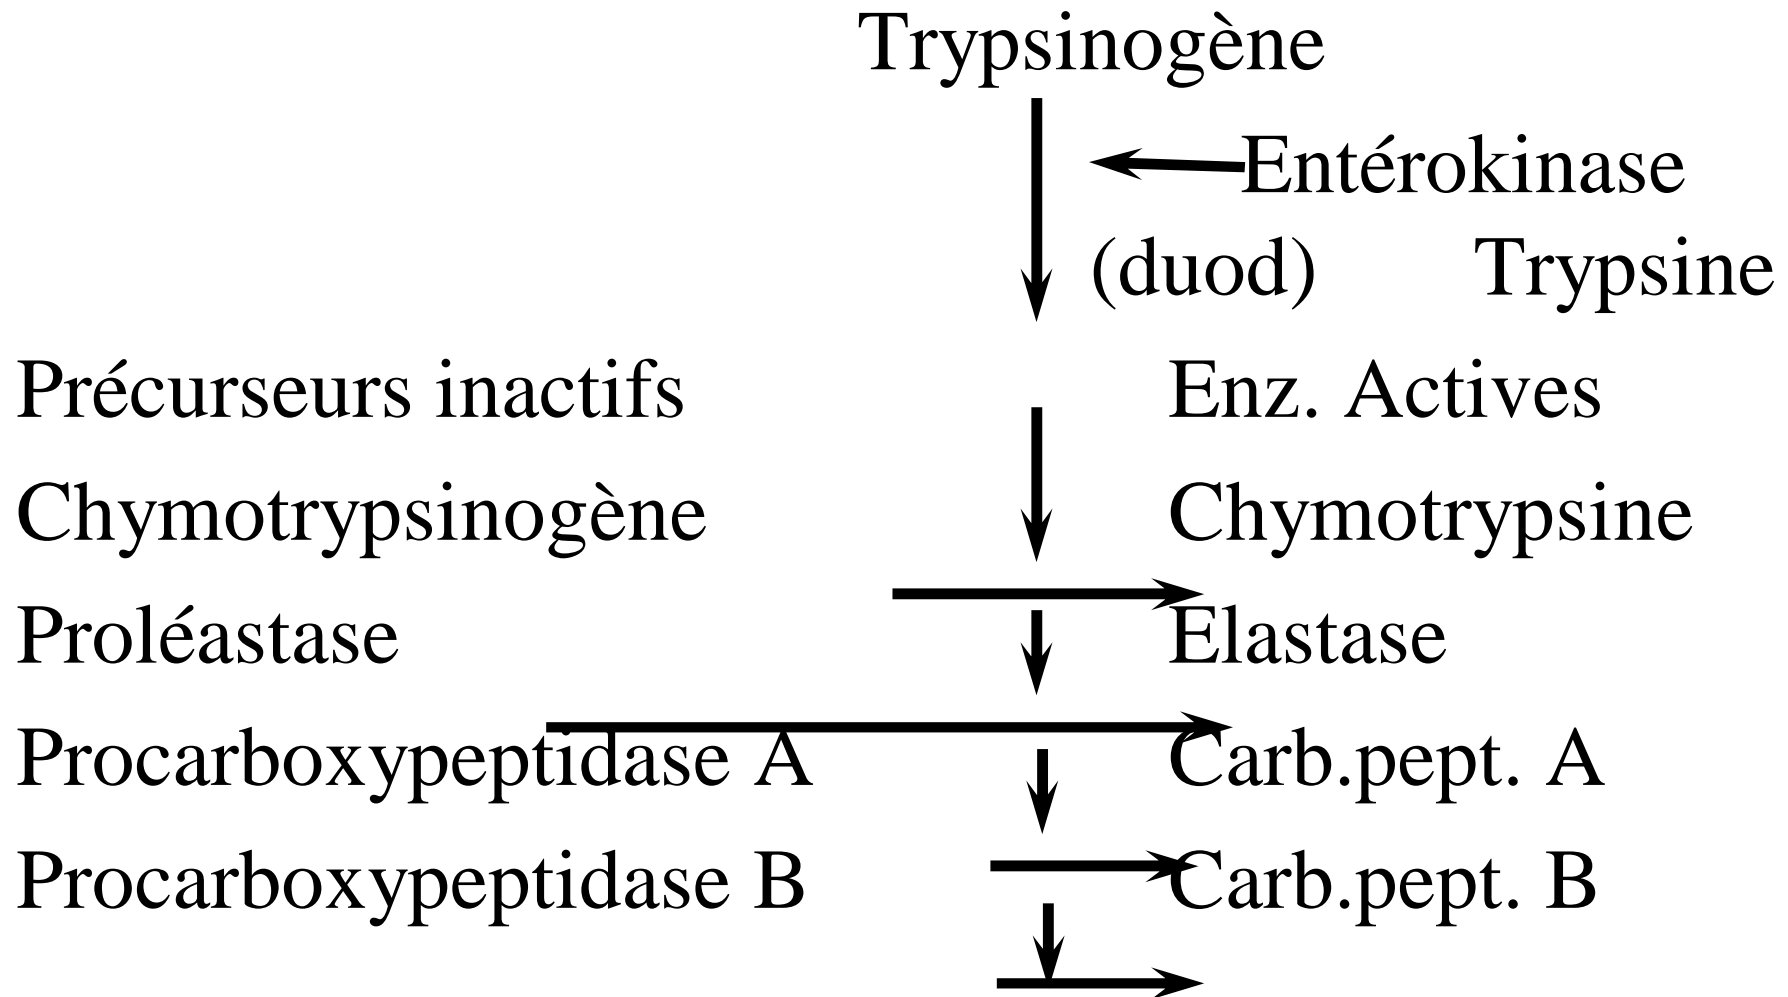 Trypsinogène
Entérokinase
(duod) Trypsine
Précurseurs inactifs Enz. Actives
Chymotrypsinogène Chymotrypsine
Proléastase Elastase
Procarboxypeptidase A Carb.pept. A
Procarboxypeptidase B Carb.pept. B